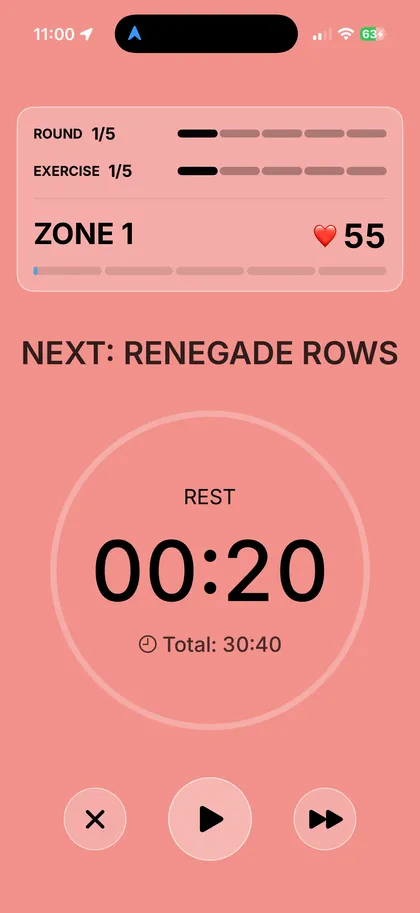 11:00
63
ROUND 1/5
EXERCISE 1/5
ZONE 1
❤️ 55
NEXT: RENEGADE ROWS
REST
00:20
Total: 30:40